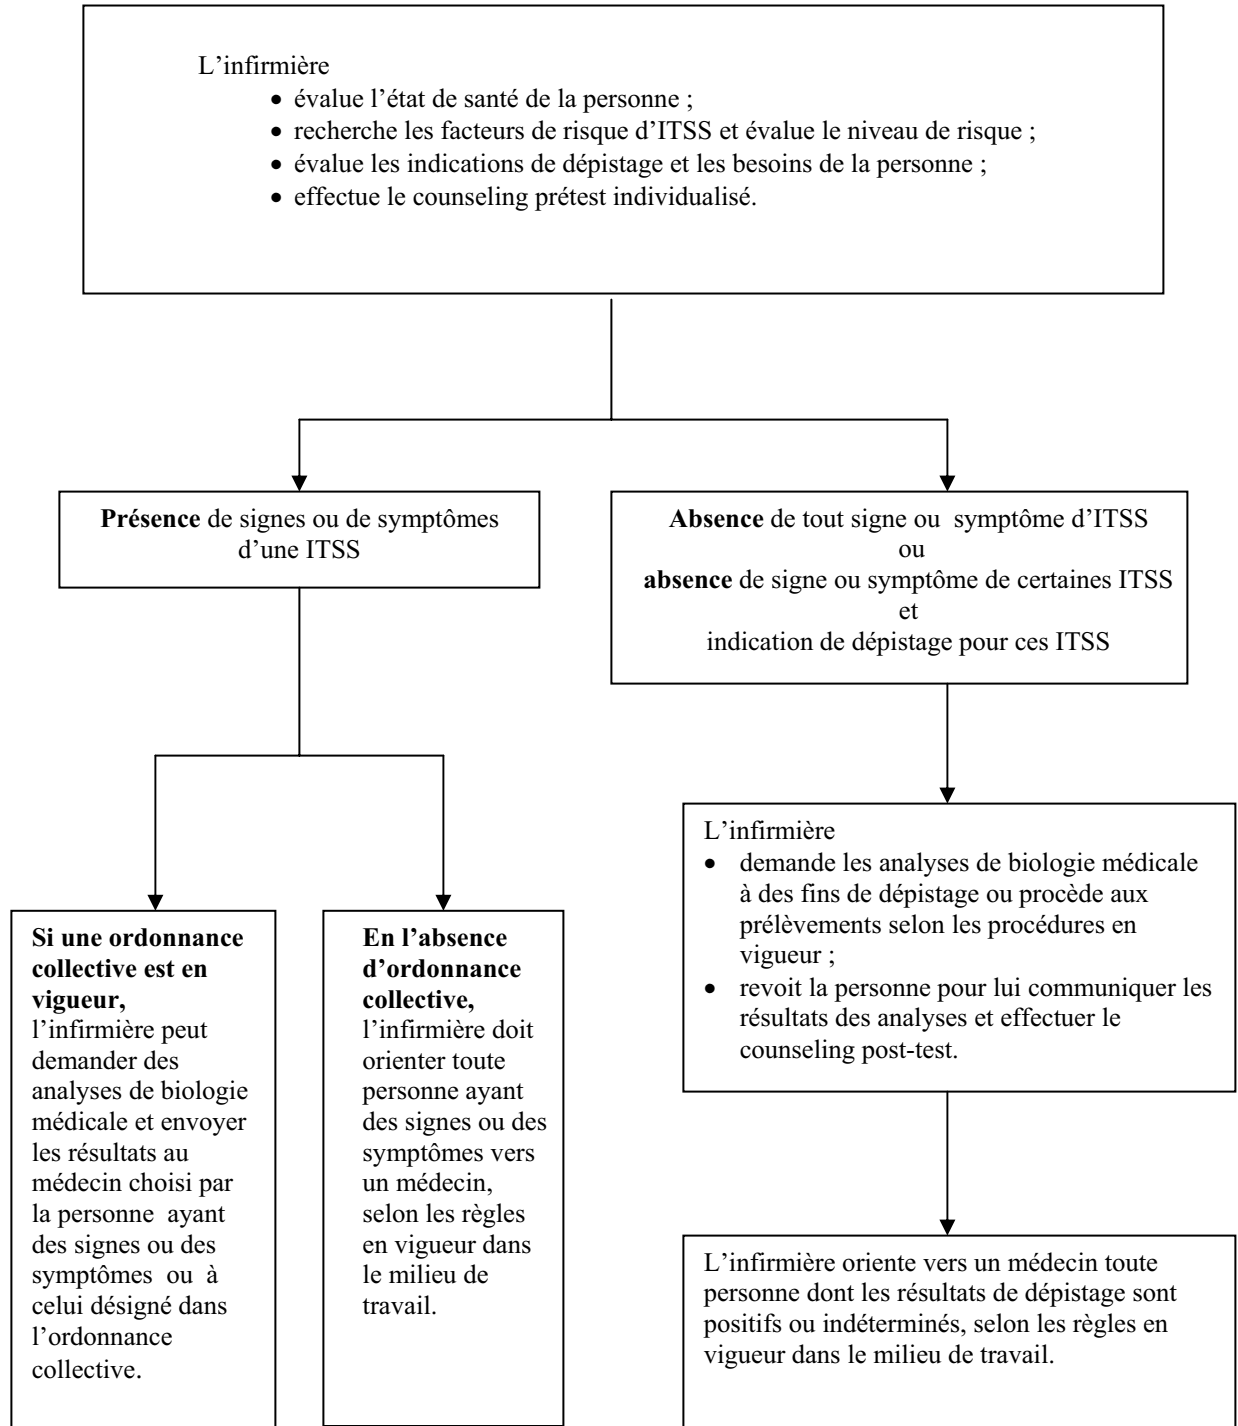 L’infirmière
• évalue l’état de santé de la personne ;
• recherche les facteurs de risque d’ITSS et évalue le niveau de risque ;
• évalue les indications de dépistage et les besoins de la personne ;
• effectue le counseling prétest individualisé.
Présence de signes ou de symptômes
d’une ITSS
Absence de tout signe ou symptôme d’ITSS
ou
absence de signe ou symptôme de certaines ITSS
et
indication de dépistage pour ces ITSS
Si une ordonnance
collective est en
vigueur,
l’infirmière peut
demander des
analyses de biologie
médicale et envoyer
les résultats au
médecin choisi par
la personne ayant
des signes ou des
symptômes ou à
celui désigné dans
l’ordonnance
collective.
En l’absence
d’ordonnance
collective,
l’infirmière doit
orienter toute
personne ayant
des signes ou des
symptômes vers
un médecin,
selon les règles
en vigueur dans
le milieu de
travail.
L’infirmière
• demande les analyses de biologie médicale
à des fins de dépistage ou procède aux
prélèvements selon les procédures en
vigueur ;
• revoit la personne pour lui communiquer les
résultats des analyses et effectuer le
counseling post-test.
L’infirmière oriente vers un médecin toute
personne dont les résultats de dépistage sont
positifs ou indéterminés, selon les règles en
vigueur dans le milieu de travail.